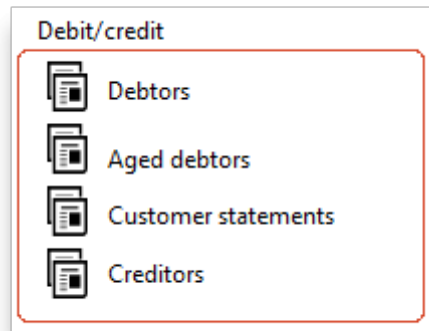 Debit/credit
Debtors
Aged debtors
Customer statements
Creditors